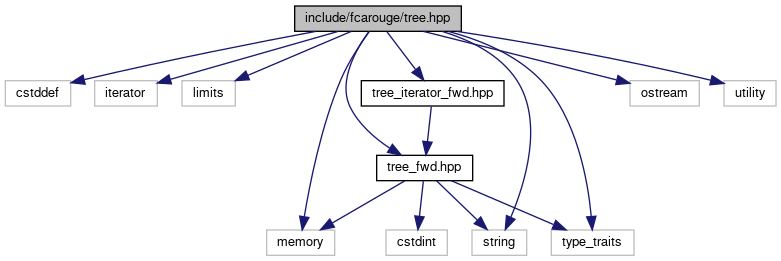 include/fcarouge/tree.hpp
cstddef
iterator
limits
tree_iterator_fwd.hpp
ostream
utility
tree_fwd.hpp
memory
cstdint
string
type_traits